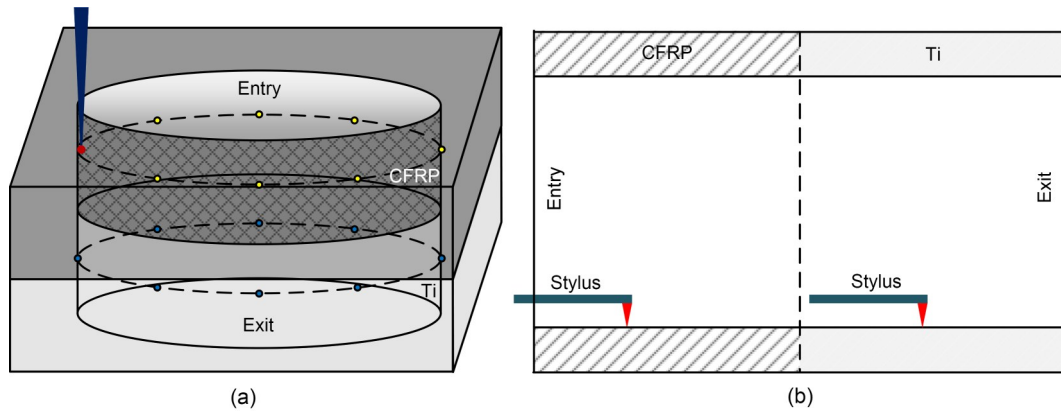 Entry
CFRP
Ti
Exit
(a)
CFRP
Ti
Entry
Exit
Stylus
Stylus
(b)